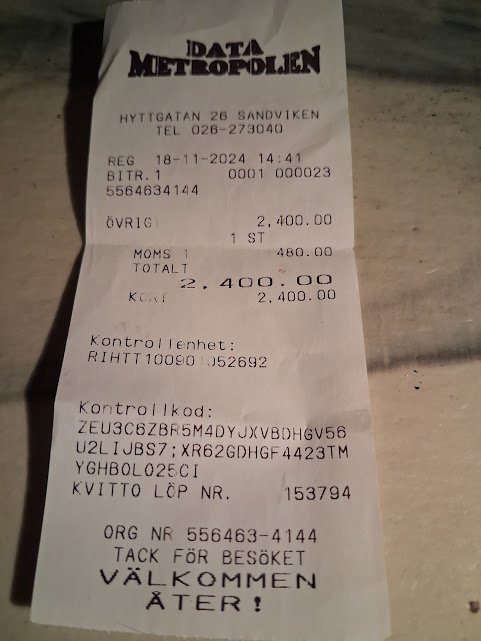 DATA
METROPOLEN
HYTTGATAN 26 SANDVIKEN
TEL 026-273040
REG 18-11-2024 14:41
BITR.1 0001 000023
5564634144
ÖVRIG 2,400.00
1 ST
MOMS 1 480.00
TOTALT
2,400.00
KORT 2,400.00
Kontrollenhet:
RIHTT100901052692
Kontrollkod:
ZEU3C6ZBR5M4DYJXVBDHGV56
U2LIJBS7;XR62GDHGF4423TM
YGHBOLO25CI
KVITTO LÖP NR. 153794
ORG NR 556463-4144
TACK FÖR BESÖKET
VÄLKOMMEN
ÅTER!